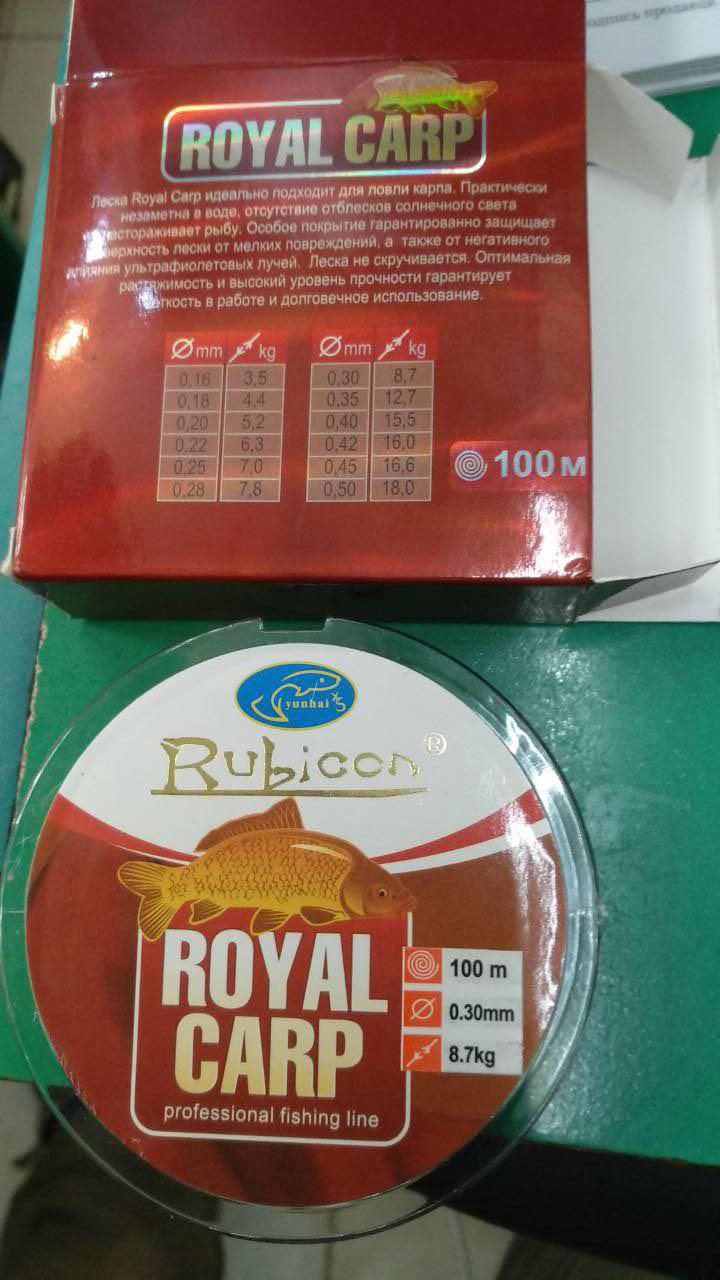 одпись продавца
ROYAL CARP
Леска Royal Carp идеально подходит для ловли карпа. Практически
незаметна в воде, отсутствие отблесков солнечного света
настораживает рыбу. Особое покрытие гарантированно защищает
поверхность лески от мелких повреждений, а также от негативного
влияния ультрафиолетовых лучей. Леска не скручивается. Оптимальная
растяжимость и высокий уровень прочности гарантирует
чёткость в работе и долговечное использование.
Ø mm kg Ø mm kg
0,16 3,5 0,30 8,7
0,18 4,4 0,35 12,7
0,20 5,2 0,40 15,5
0,22 6,3 0,42 16,0
0,25 7,0 0,45 16,6
0,28 7,8 0,50 18,0
100 м
yunhai
Rubicon ®
ROYAL
CARP
professional fishing line
100 m
0.30mm
8.7kg